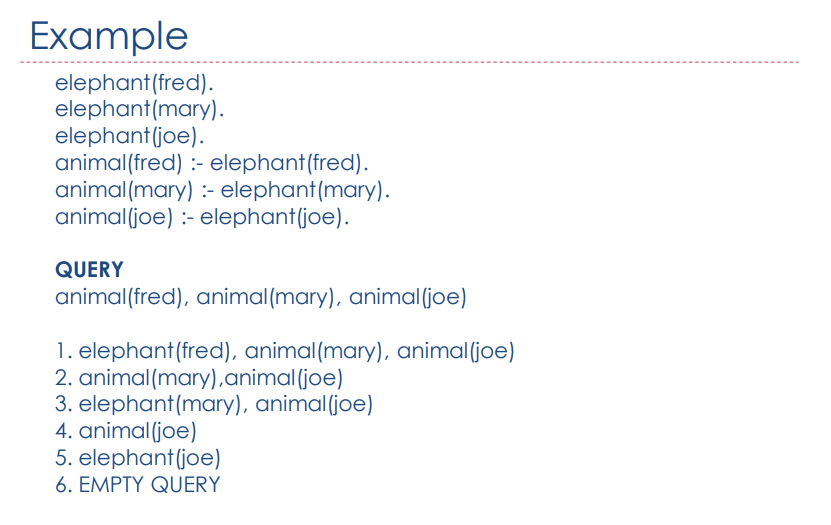 Example
elephant(fred).
elephant(mary).
elephant(joe).
animal(fred) :- elephant(fred).
animal(mary) :- elephant(mary).
animal(joe) :- elephant(joe).
QUERY
animal(fred), animal(mary), animal(joe)
1. elephant(fred), animal(mary), animal(joe)
2. animal(mary),animal(joe)
3. elephant(mary), animal(joe)
4. animal(joe)
5. elephant(joe)
6. EMPTY QUERY